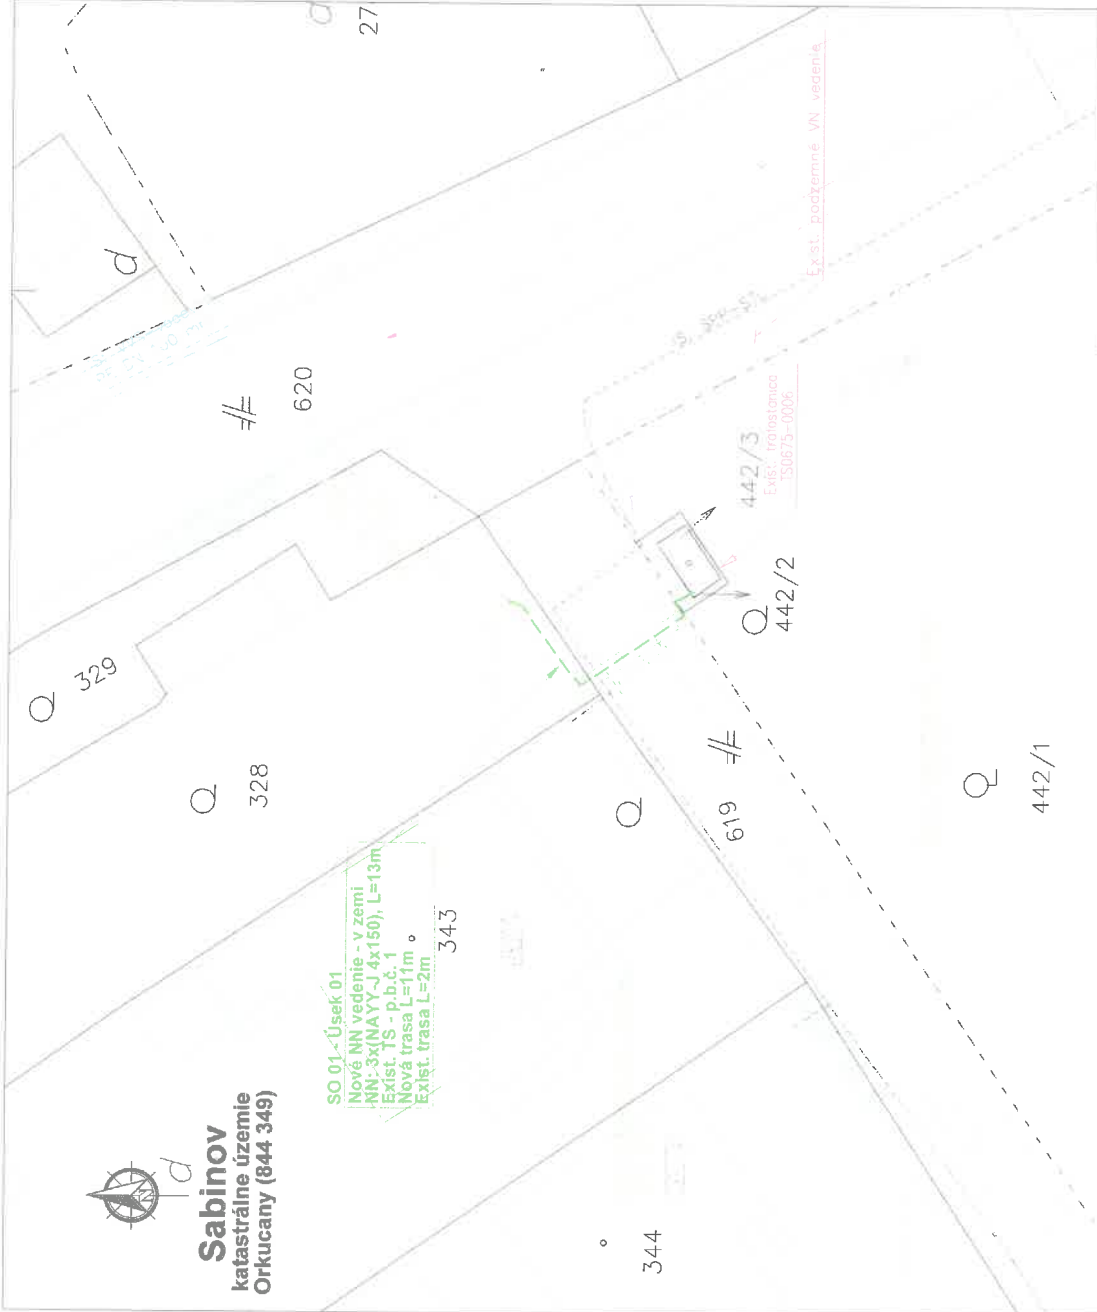 Sabinov
katastrálne územie
Orkucany (844 349)
SO 01 - Úsek 01
Nové NN vedenie - v zemi
NN: 3x(NAYY-J 4x150), L=13m
Exist. TS - p.b.č. 1
Nová trasa L=11m
Exist. trasa L=2m
343
344
328
329
620
27
619
442/1
442/2
442/3
Exist. trafostanica
TS0675-0006
Exist. podzemné VN vedenie
d
d
d
N